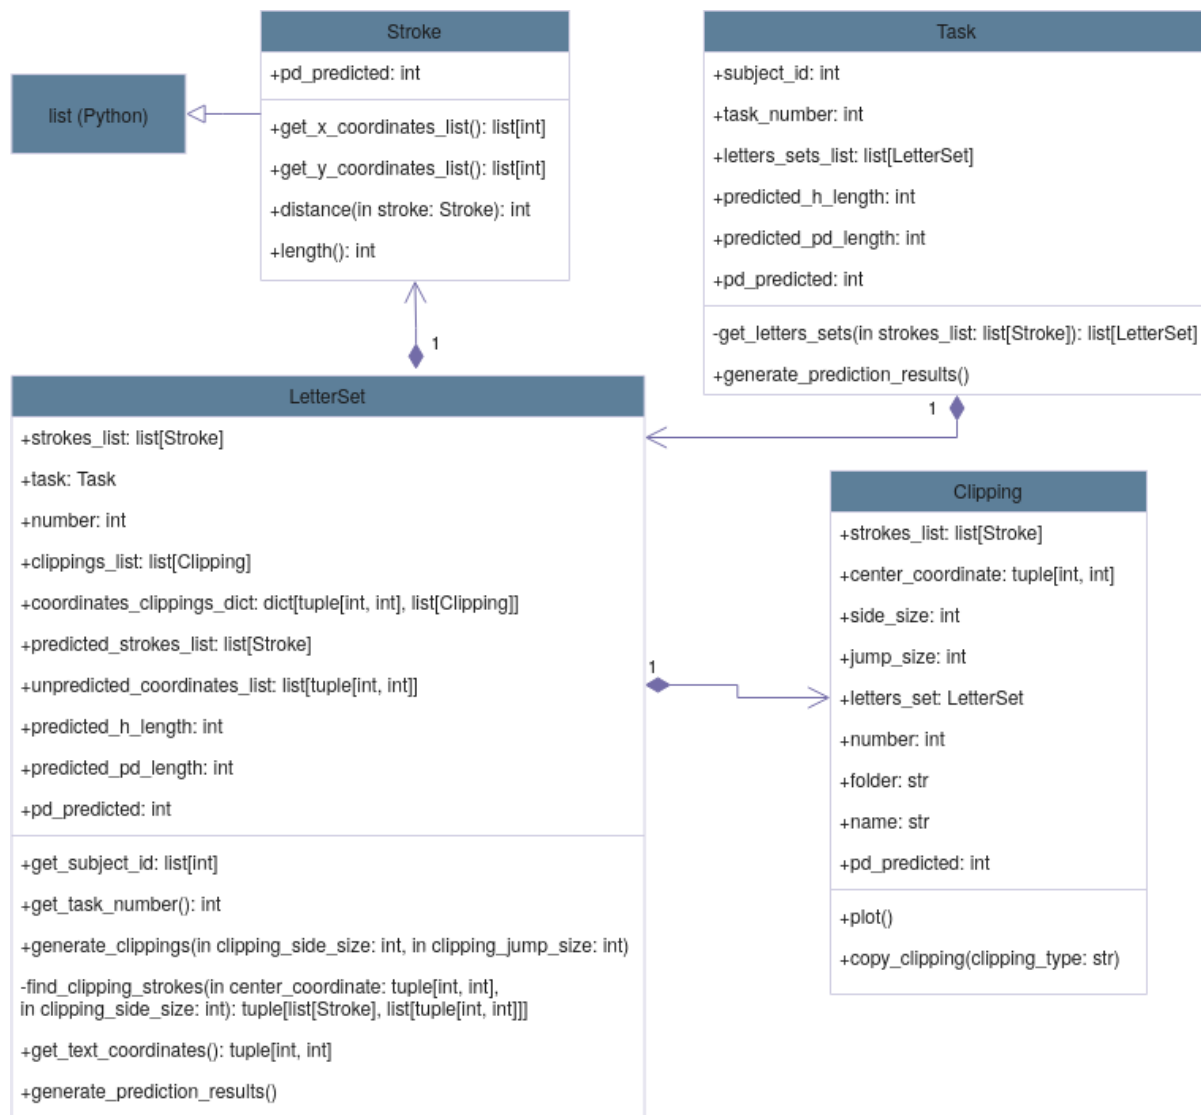 Stroke
+pd_predicted: int
+get_x_coordinates_list(): list[int]
+get_y_coordinates_list(): list[int]
+distance(in stroke: Stroke): int
+length(): int
list (Python)
Task
+subject_id: int
+task_number: int
+letters_sets_list: list[LetterSet]
+predicted_h_length: int
+predicted_pd_length: int
+pd_predicted: int
-get_letters_sets(in strokes_list: list[Stroke]): list[LetterSet]
+generate_prediction_results()
1
1
LetterSet
+strokes_list: list[Stroke]
+task: Task
+number: int
+clippings_list: list[Clipping]
+coordinates_clippings_dict: dict[tuple[int, int], list[Clipping]]
+predicted_strokes_list: list[Stroke]
+unpredicted_coordinates_list: list[tuple[int, int]]
+predicted_h_length: int
+predicted_pd_length: int
+pd_predicted: int
+get_subject_id: list[int]
+get_task_number(): int
+generate_clippings(in clipping_side_size: int, in clipping_jump_size: int)
-find_clipping_strokes(in center_coordinate: tuple[int, int],
in clipping_side_size: int): tuple[list[Stroke], list[tuple[int, int]]]
+get_text_coordinates(): tuple[int, int]
+generate_prediction_results()
1
Clipping
+strokes_list: list[Stroke]
+center_coordinate: tuple[int, int]
+side_size: int
+jump_size: int
+letters_set: LetterSet
+number: int
+folder: str
+name: str
+pd_predicted: int
+plot()
+copy_clipping(clipping_type: str)